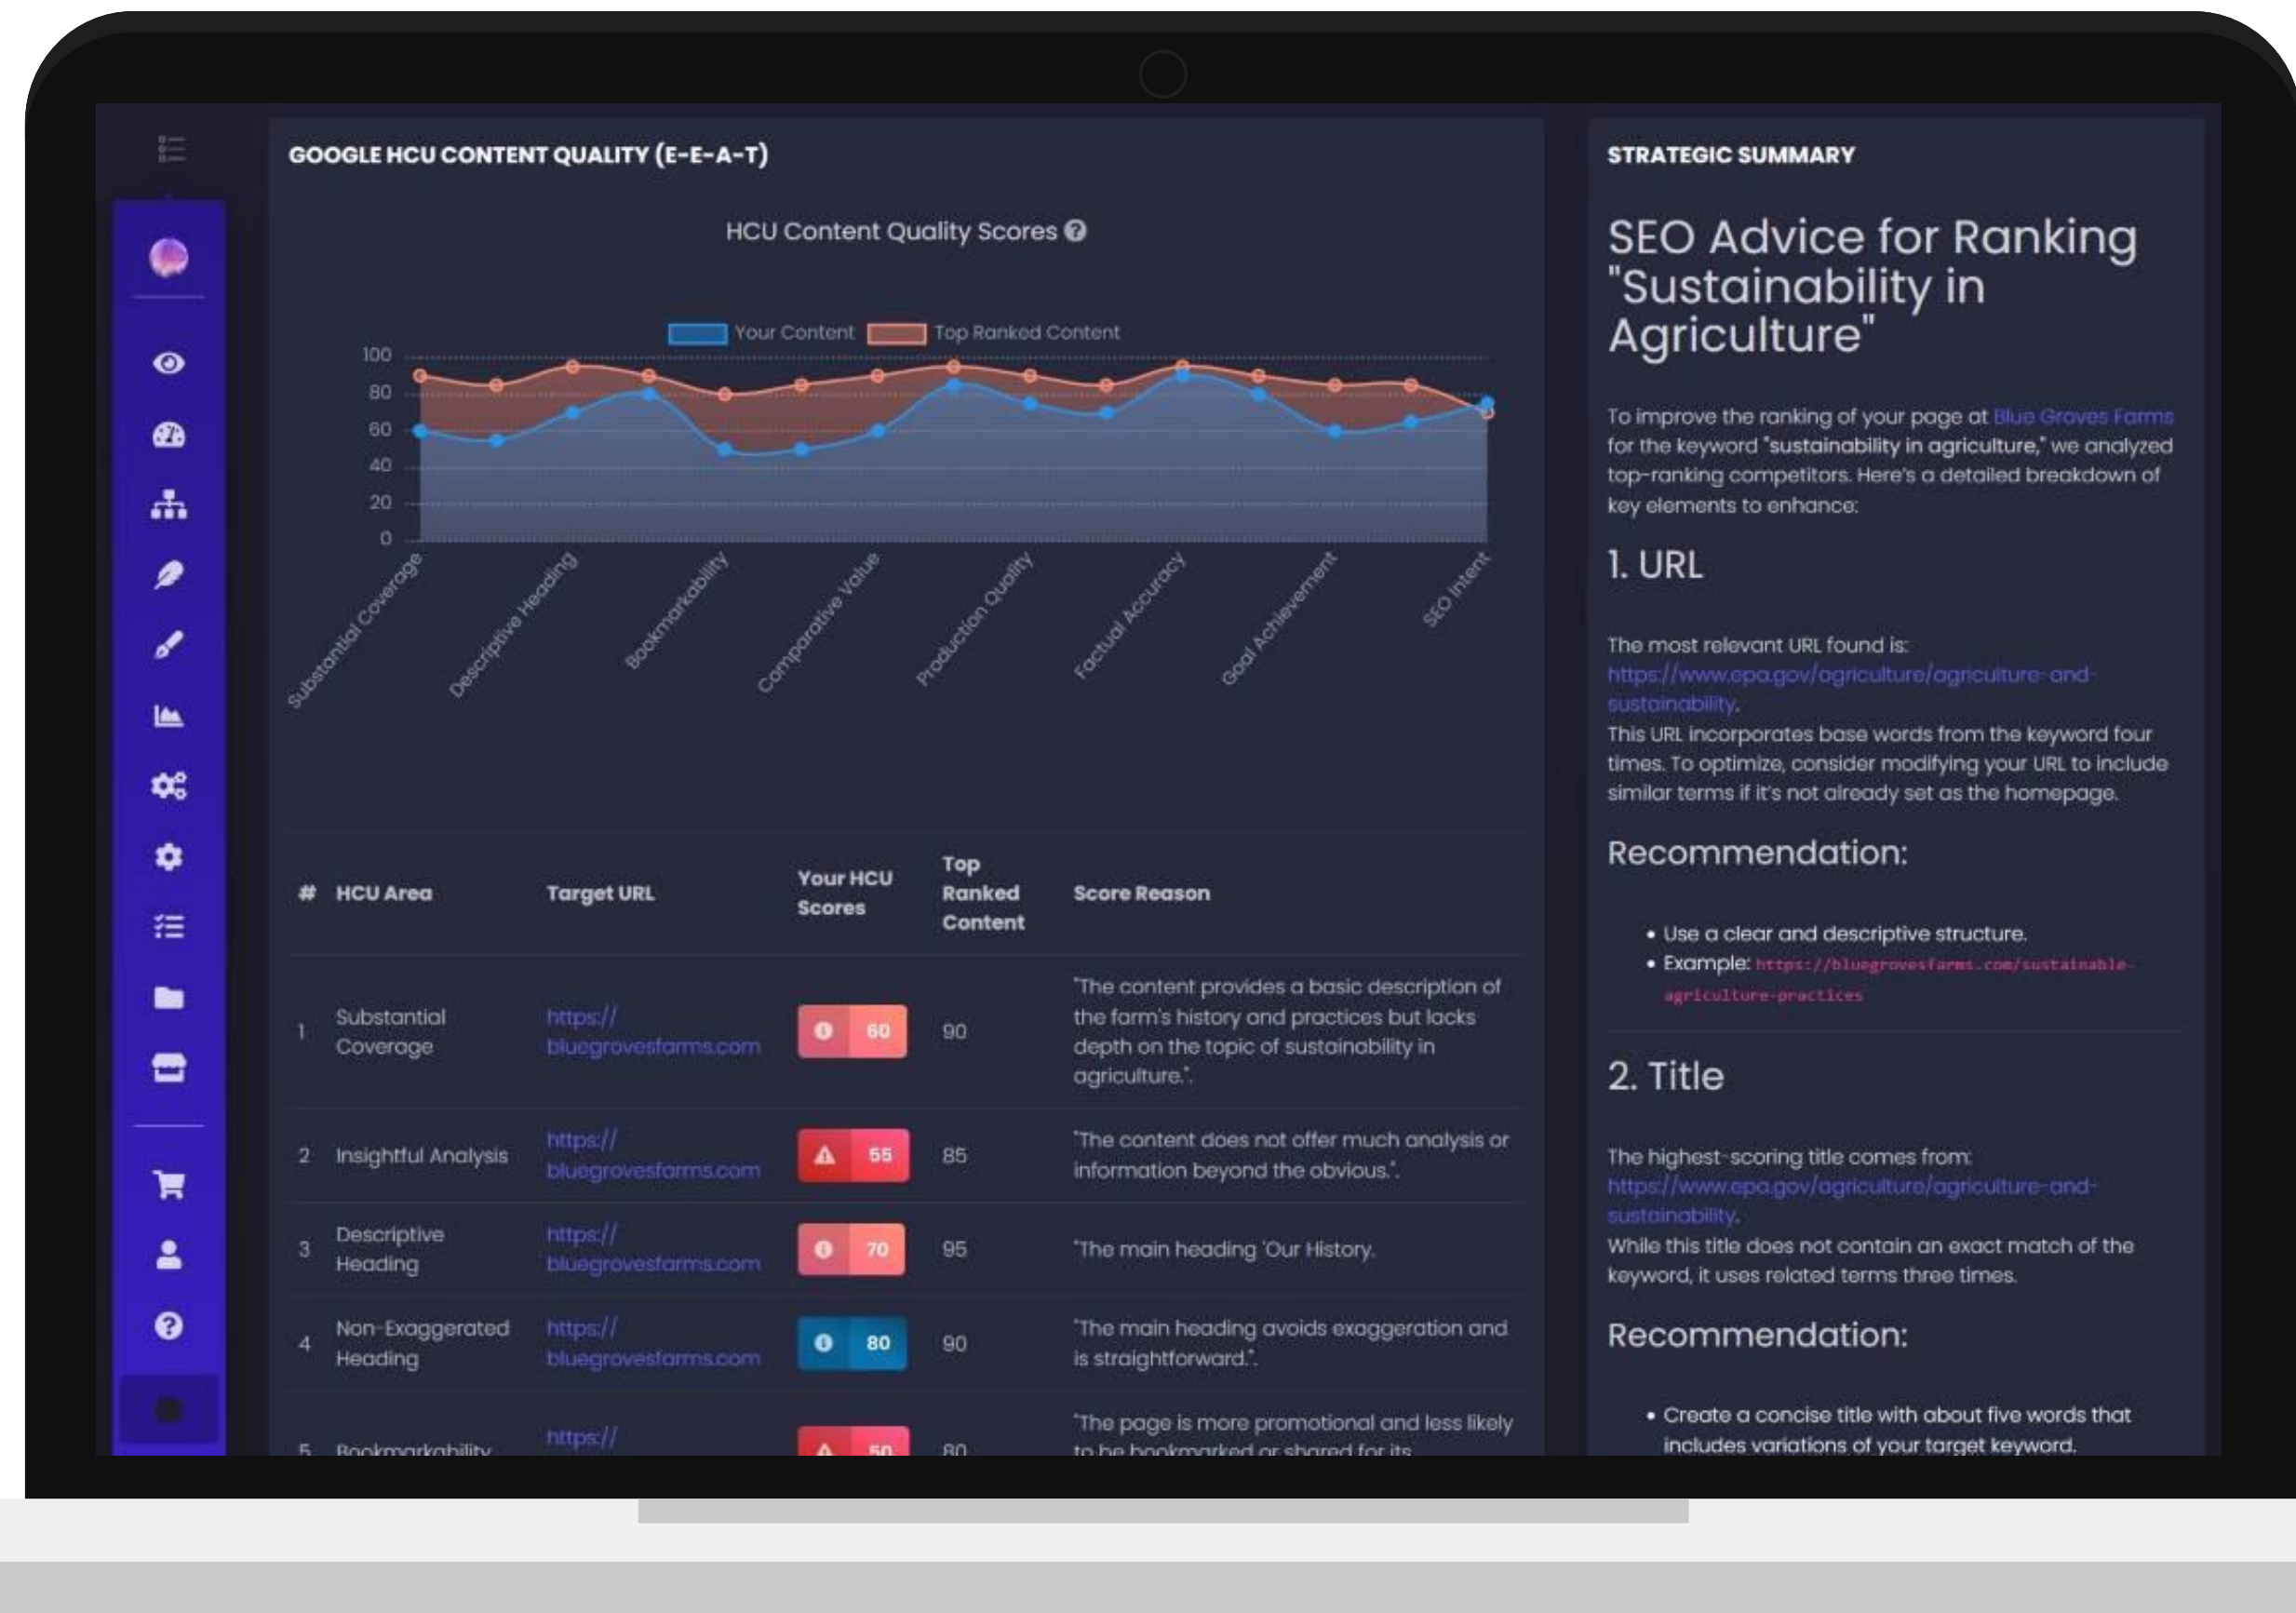 GOOGLE HCU CONTENT QUALITY (E-E-A-T)
HCU Content Quality Scores
Your Content
Top Ranked Content
100
80
60
40
20
0
Substantial Coverage
Descriptive Heading
Bookmarkability
Comparative Value
Production Quality
Factual Accuracy
Goal Achievement
SEO Intent
# HCU Area Target URL Your HCU Scores Top Ranked Content Score Reason
1
Substantial
Coverage
https://
bluegrovesfarms.com
60
90
"The content provides a basic description of
the farm's history and practices but lacks
depth on the topic of sustainability in
agriculture.".
2
Insightful Analysis
https://
bluegrovesfarms.com
55
85
"The content does not offer much analysis or
information beyond the obvious.".
3
Descriptive
Heading
https://
bluegrovesfarms.com
70
95
"The main heading 'Our History.
4
Non-Exaggerated
Heading
https://
bluegrovesfarms.com
80
90
"The main heading avoids exaggeration and
is straightforward.".
5
Bookmarkability
https://
50
80
"The page is more promotional and less likely
to be bookmarked or shared for its
STRATEGIC SUMMARY
SEO Advice for Ranking
"Sustainability in
Agriculture"
To improve the ranking of your page at Blue Groves Farms
for the keyword "sustainability in agriculture," we analyzed
top-ranking competitors. Here's a detailed breakdown of
key elements to enhance:
1. URL
The most relevant URL found is:
https://www.epa.gov/agriculture/agriculture-and-
sustainability.
This URL incorporates base words from the keyword four
times. To optimize, consider modifying your URL to include
similar terms if it's not already set as the homepage.
Recommendation:
• Use a clear and descriptive structure.
• Example: https://bluegrovesfarms.com/sustainable-
agriculture-practices
2. Title
The highest-scoring title comes from:
https://www.epa.gov/agriculture/agriculture-and-
sustainability.
While this title does not contain an exact match of the
keyword, it uses related terms three times.
Recommendation:
• Create a concise title with about five words that
includes variations of your target keyword.